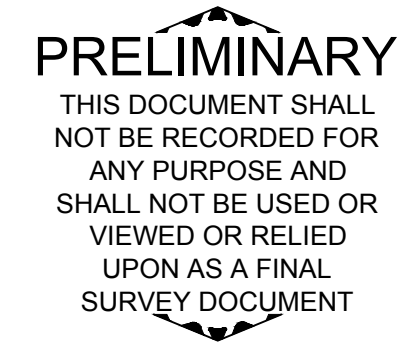 PRELIMINARY
THIS DOCUMENT SHALL
NOT BE RECORDED FOR
ANY PURPOSE AND
SHALL NOT BE USED OR
VIEWED OR RELIED
UPON AS A FINAL
SURVEY DOCUMENT